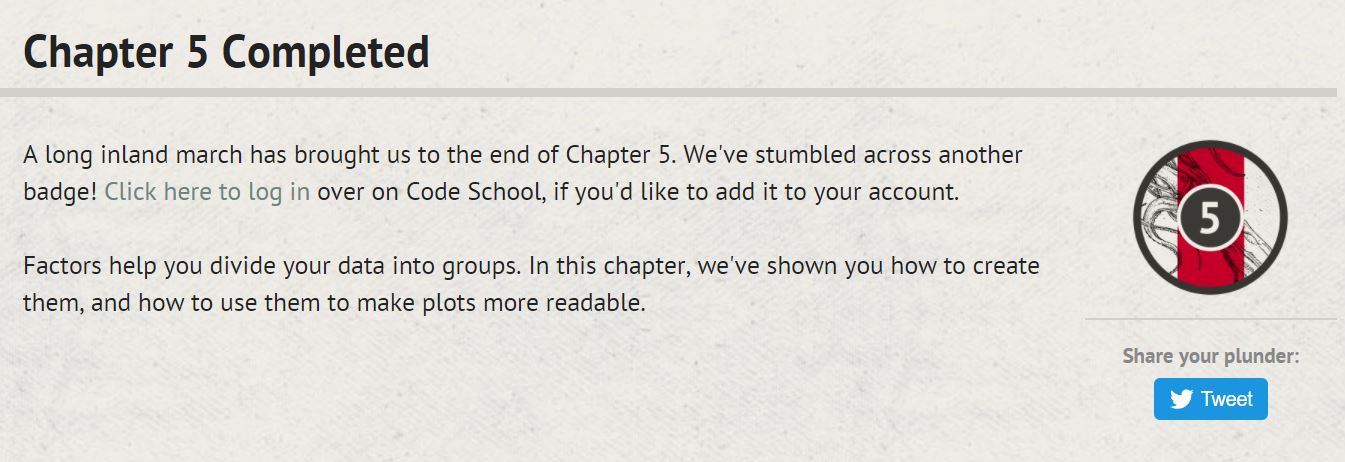 Chapter 5 Completed
A long inland march has brought us to the end of Chapter 5. We've stumbled across another
badge! Click here to log in over on Code School, if you'd like to add it to your account.
5
Factors help you divide your data into groups. In this chapter, we've shown you how to create
them, and how to use them to make plots more readable.
Share your plunder:
Tweet